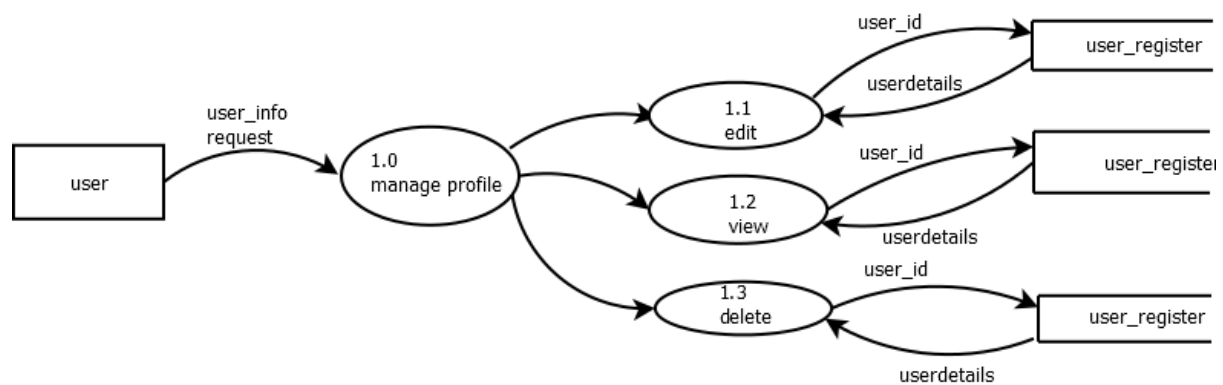 user
user_info
request
1.0
manage profile
1.1
edit
user_id
userdetails
user_register
1.2
view
user_id
userdetails
user_register
1.3
delete
user_id
userdetails
user_register